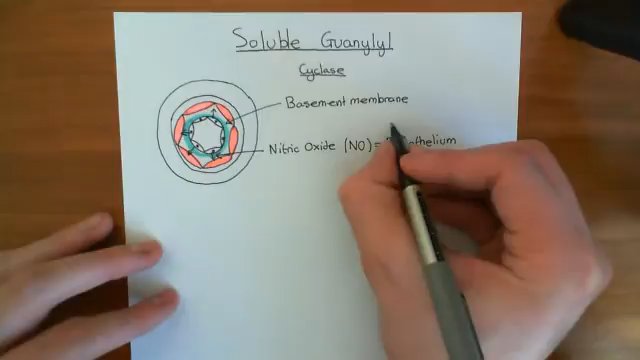 Soluble Guanylyl
Cyclase
Basement membrane
Nitric Oxide (NO) =